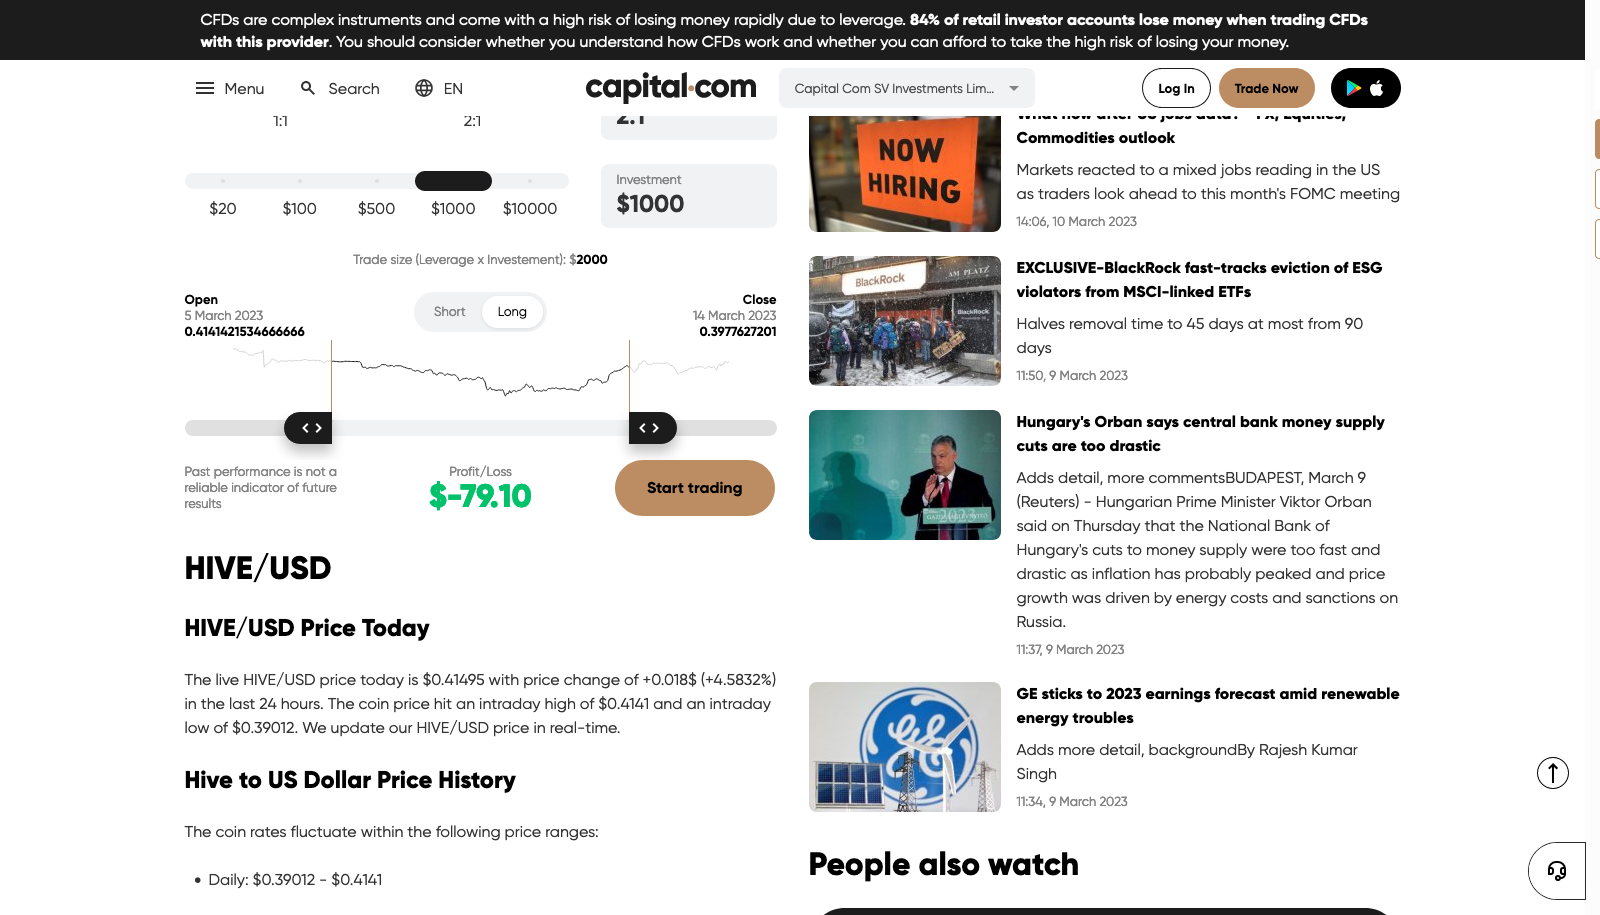 CFDs are complex instruments and come with a high risk of losing money rapidly due to leverage. 84% of retail investor accounts lose money when trading CFDs
with this provider. You should consider whether you understand how CFDs work and whether you can afford to take the high risk of losing your money.
Menu
Search
EN
capital.com
Capital Com SV Investments Lim...
Log In
Trade Now
1:1
2:1
2:1
$20
$100
$500
$1000
$10000
Investment
$1000
Trade size (Leverage x Investement): $2000
Open
5 March 2023
0.4141421534666666
Short
Long
Close
14 March 2023
0.3977627201
Past performance is not a
reliable indicator of future
results
Profit/Loss
$-79.10
Start trading
HIVE/USD
HIVE/USD Price Today
The live HIVE/USD price today is $0.41495 with price change of +0.018$ (+4.5832%)
in the last 24 hours. The coin price hit an intraday high of $0.4141 and an intraday
low of $0.39012. We update our HIVE/USD price in real-time.
Hive to US Dollar Price History
The coin rates fluctuate within the following price ranges:
• Daily: $0.39012 - $0.4141
NOW
HIRING
What now after US jobs data? – FX, Equities,
Commodities outlook
Markets reacted to a mixed jobs reading in the US
as traders look ahead to this month's FOMC meeting
14:06, 10 March 2023
BlackRock
AM PLATZ
BlackRock
EXCLUSIVE-BlackRock fast-tracks eviction of ESG
violators from MSCI-linked ETFs
Halves removal time to 45 days at most from 90
days
11:50, 9 March 2023
2023
Hungary's Orban says central bank money supply
cuts are too drastic
Adds detail, more commentsBUDAPEST, March 9
(Reuters) - Hungarian Prime Minister Viktor Orban
said on Thursday that the National Bank of
Hungary's cuts to money supply were too fast and
drastic as inflation has probably peaked and price
growth was driven by energy costs and sanctions on
Russia.
11:37, 9 March 2023
GE sticks to 2023 earnings forecast amid renewable
energy troubles
Adds more detail, backgroundBy Rajesh Kumar
Singh
11:34, 9 March 2023
People also watch